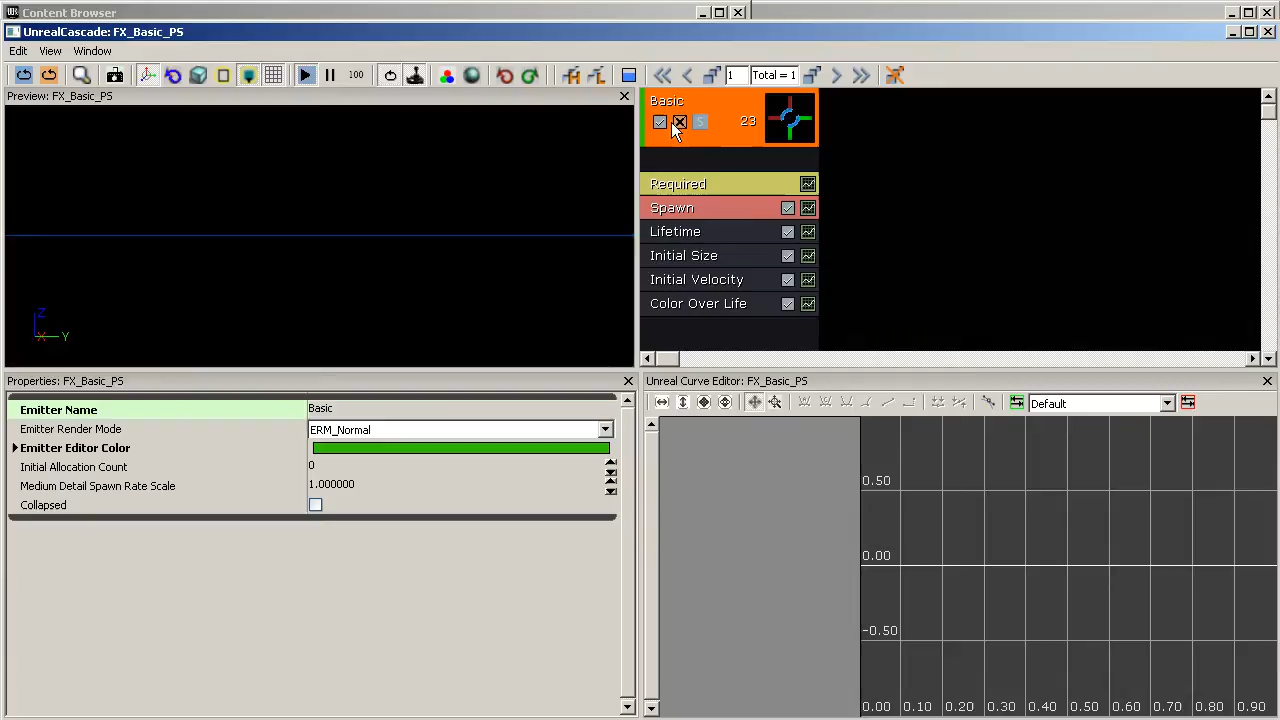 Content Browser
UnrealCascade: FX_Basic_PS
Edit View Window
100
1 Total = 1
Preview: FX_Basic_PS
Z
X Y
Basic
S 23
Required
Spawn
Lifetime
Initial Size
Initial Velocity
Color Over Life
Properties: FX_Basic_PS
Emitter Name Basic
Emitter Render Mode ERM_Normal
Emitter Editor Color
Initial Allocation Count 0
Medium Detail Spawn Rate Scale 1.000000
Collapsed
Unreal Curve Editor: FX_Basic_PS
Default
0.50
0.00
-0.50
0.00 0.10 0.20 0.30 0.40 0.50 0.60 0.70 0.80 0.90